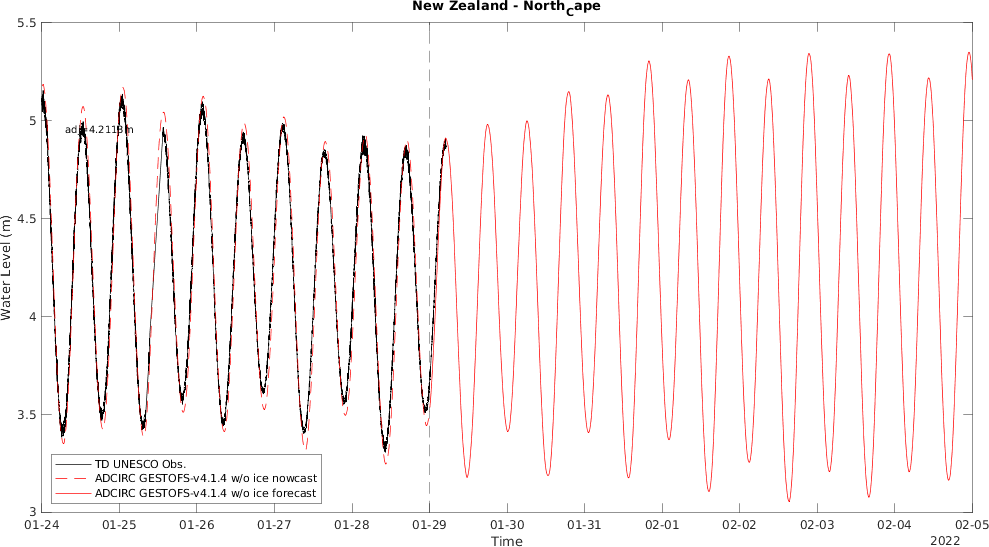 New Zealand - NorthCape
5.5
5
4.5
4
3.5
3
Water Level (m)
adj=4.2113m
TD UNESCO Obs.
ADCIRC GESTOFS-v4.1.4 w/o ice nowcast
ADCIRC GESTOFS-v4.1.4 w/o ice forecast
01-24 01-25 01-26 01-27 01-28 01-29 01-30 01-31 02-01 02-02 02-03 02-04 02-05
Time
2022